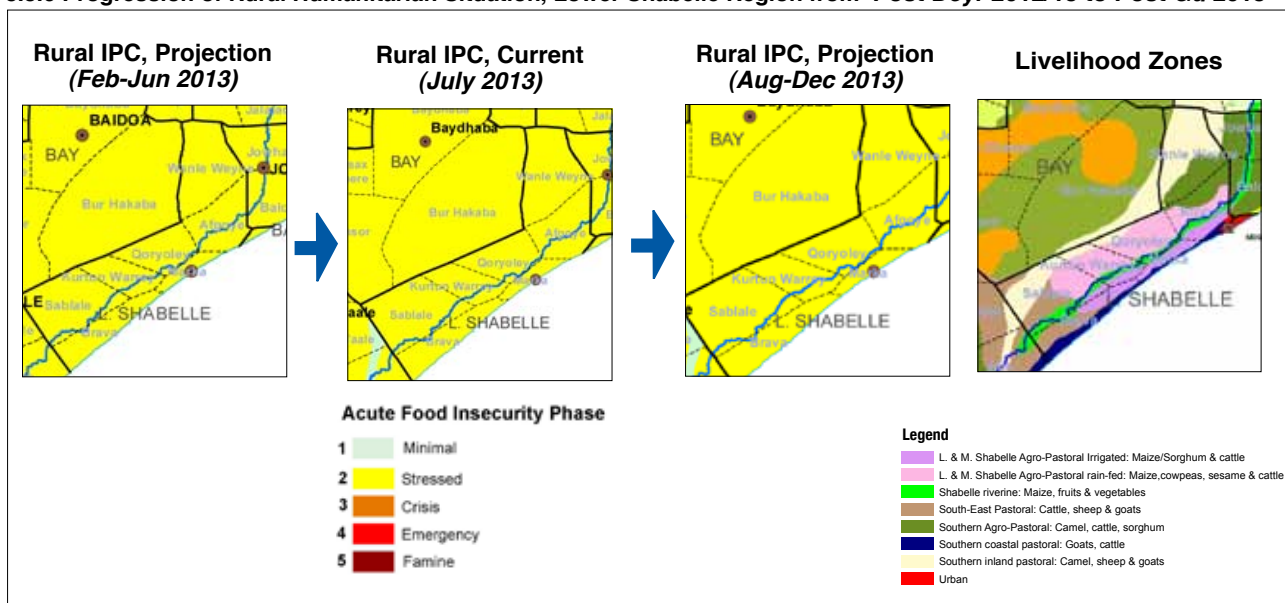 Rural IPC, Projection
(Feb-Jun 2013)
Rural IPC, Current
(July 2013)
Rural IPC, Projection
(Aug-Dec 2013)
Livelihood Zones
BAIDOA
BAY
Wanle Weyne
Bur Hakaba
Afgoye
Qoryoley
Kurtun Warrey
Sablale
L. SHABELLE
Brava
Baydhaba
BAY
Wanle Weyne
Bur Hakaba
Afgoye
Qoryoley
Kurtun Warrey
Sablale
L. SHABELLE
Brava
BAY
Wanle Weyne
Bur Hakaba
Afgoye
Qoryoley
Kurtun Warrey
Sablale
L. SHABELLE
Brava
BAY
Wanle Weyne
Bur Hakaba
Qoryoley
SHABELLE
Acute Food Insecurity Phase
1 Minimal
2 Stressed
3 Crisis
4 Emergency
5 Famine
Legend
L. & M. Shabelle Agro-Pastoral Irrigated: Maize/Sorghum & cattle
L. & M. Shabelle Agro-Pastoral rain-fed: Maize,cowpeas, sesame & cattle
Shabelle riverine: Maize, fruits & vegetables
South-East Pastoral: Cattle, sheep & goats
Southern Agro-Pastoral: Camel, cattle, sorghum
Southern coastal pastoral: Goats, cattle
Southern inland pastoral: Camel, sheep & goats
Urban